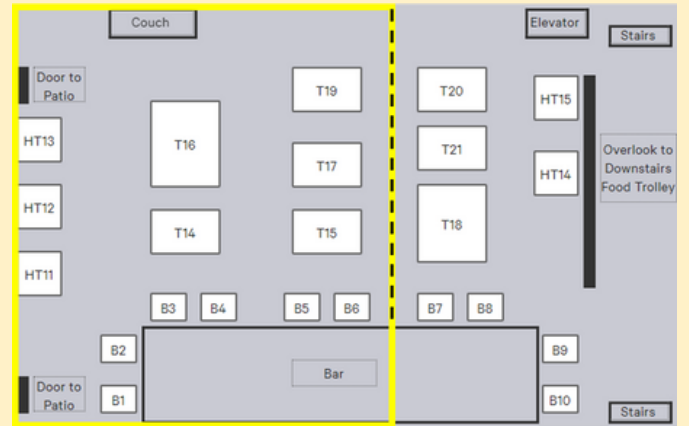 Couch
Elevator
Stairs
Door to
Patio
T19
T20
HT15
T16
HT13
T17
T21
Overlook to
Downstairs
Food Trolley
HT14
HT12
T14
T15
T18
HT11
B3
B4
B5
B6
B7
B8
B2
B9
Bar
Door to
Patio
B1
B10
Stairs